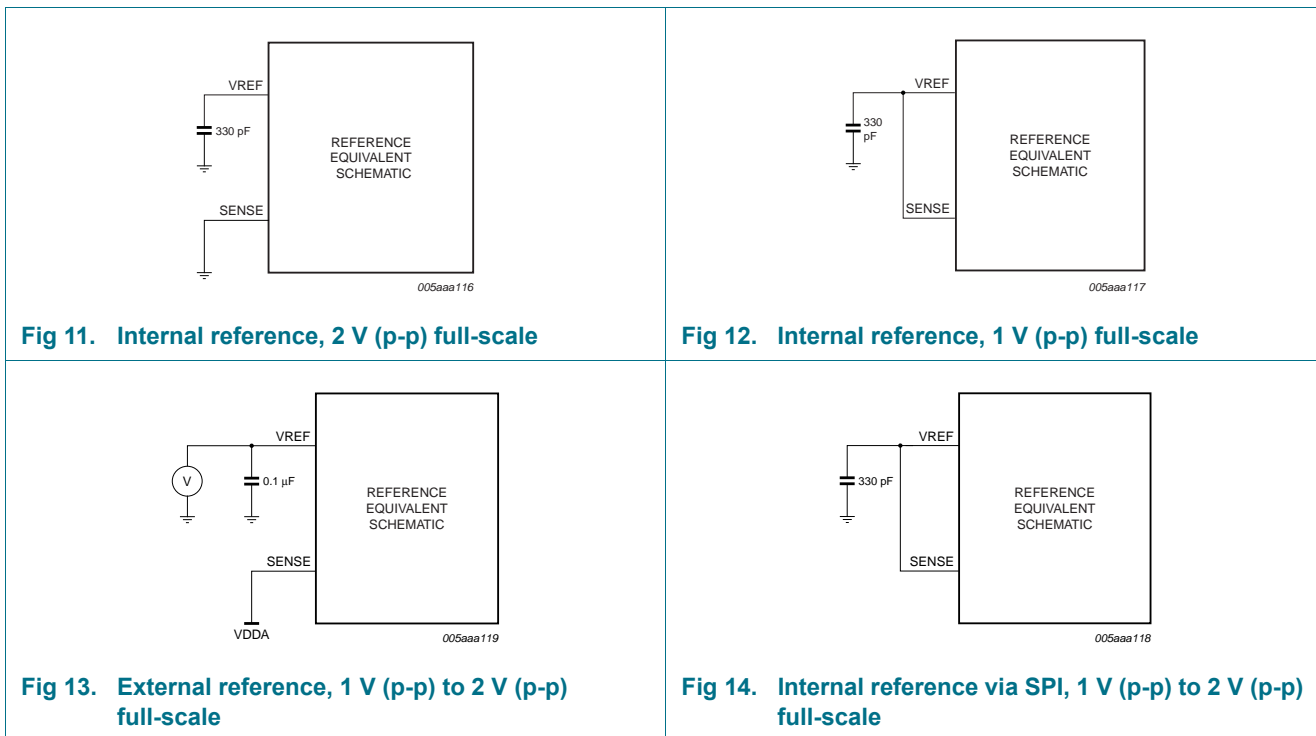 VREF
330 pF
REFERENCE
EQUIVALENT
SCHEMATIC
SENSE
005aaa116
Fig 11. Internal reference, 2 V (p-p) full-scale
VREF
330
pF
REFERENCE
EQUIVALENT
SCHEMATIC
SENSE
005aaa117
Fig 12. Internal reference, 1 V (p-p) full-scale
VREF
V
0.1 μF
REFERENCE
EQUIVALENT
SCHEMATIC
SENSE
VDDA
005aaa119
Fig 13. External reference, 1 V (p-p) to 2 V (p-p)
full-scale
VREF
330 pF
REFERENCE
EQUIVALENT
SCHEMATIC
SENSE
005aaa118
Fig 14. Internal reference via SPI, 1 V (p-p) to 2 V (p-p)
full-scale